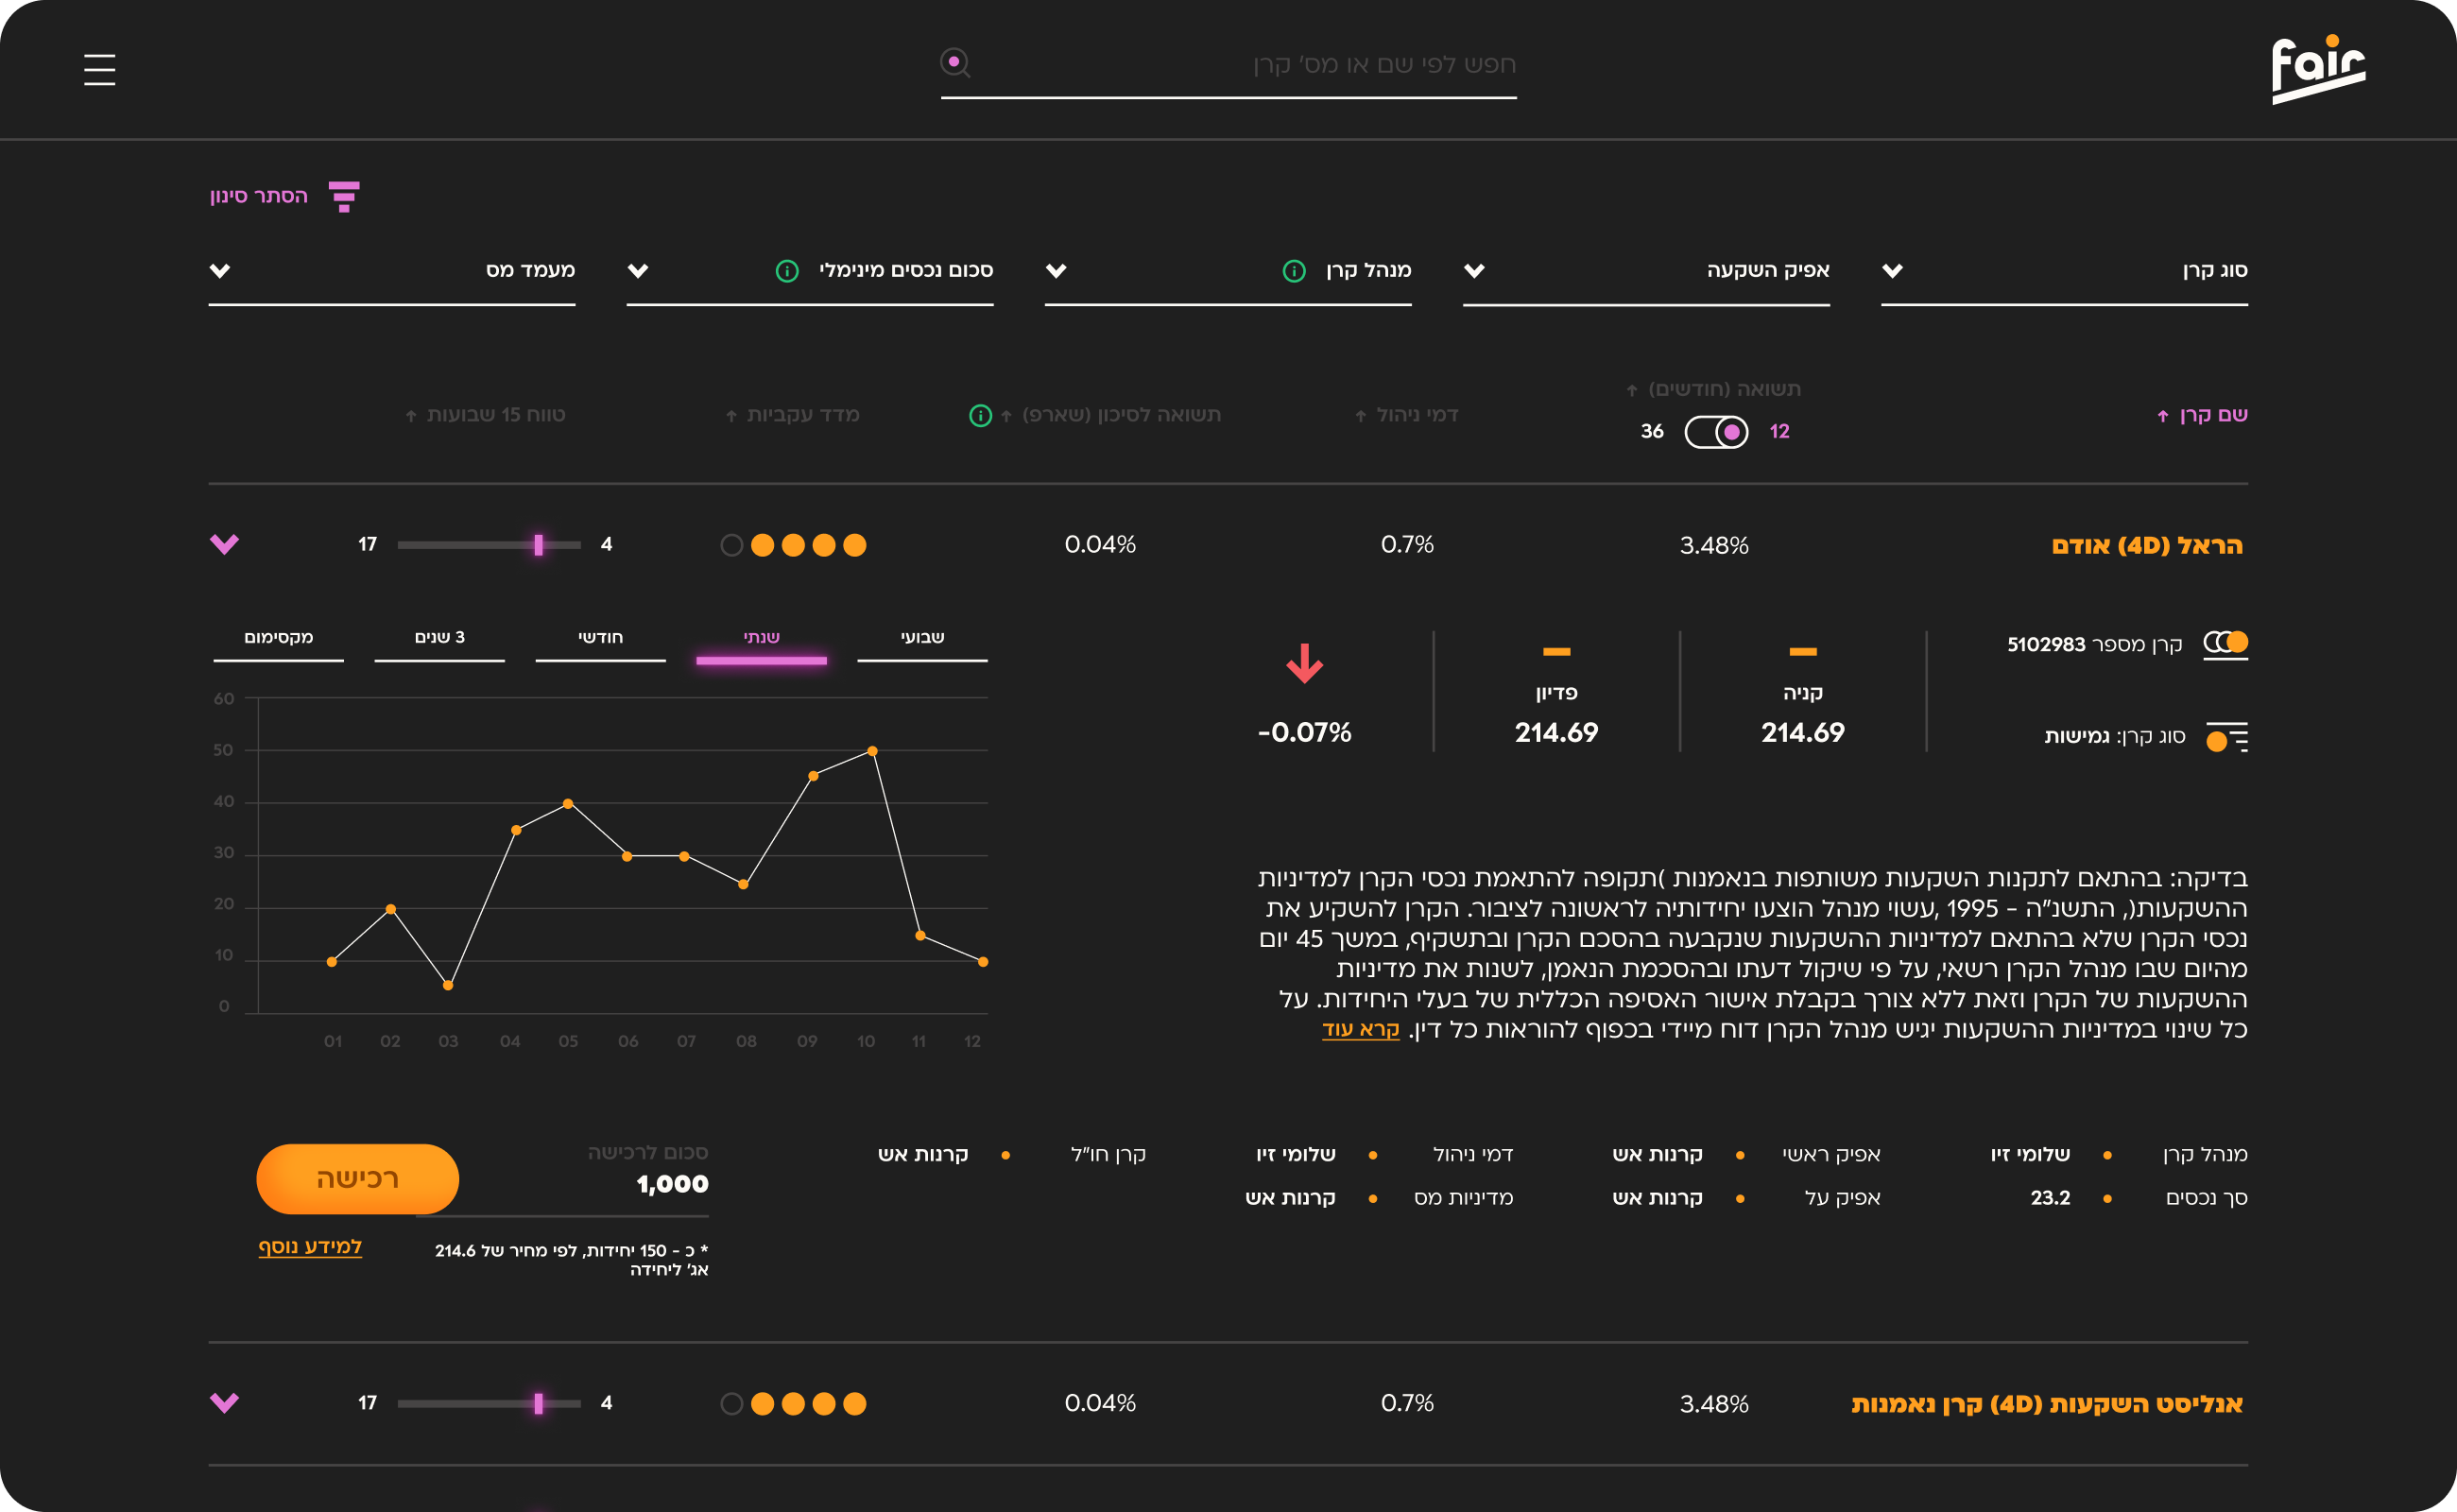 fair
חפש לפי שם או מס' קרן
הסתר סינון
סוג קרן
אפיק השקעה
מנהל קרן
סכום נכסים מינימלי
מעמד מס
שם קרן
תשואה (חודשים)
12 36
דמי ניהול
תשואה לסיכון (שארפ)
מדד עקביות
טווח 15 שבועות
הראל (4D) אודם
3.48%
0.7%
0.04%
4 17
קרן מספר 5102983
סוג קרן: גמישות
קניה
214.69
פדיון
214.69
-0.07%
שבועי
שנתי
חודשי
3 שנים
מקסימום
60
50
40
30
20
10
0
01 02 03 04 05 06 07 08 09 10 11 12
בדיקה: בהתאם לתקנות השקעות משותפות בנאמנות )תקופה להתאמת נכסי הקרן למדיניות
ההשקעות(, התשנ"ה - 1995 ,עשוי מנהל הוצעו יחידותיה לראשונה לציבור. הקרן להשקיע את
נכסי הקרן שלא בהתאם למדיניות ההשקעות שנקבעה בהסכם הקרן ובתשקיף, במשך 45 יום
מהיום שבו מנהל הקרן רשאי, על פי שיקול דעתו ובהסכמת הנאמן, לשנות את מדיניות
ההשקעות של הקרן וזאת ללא צורך בקבלת אישור האסיפה הכללית של בעלי היחידות. על
כל שינוי במדיניות ההשקעות יגיש מנהל הקרן דוח מיידי בכפוף להוראות כל דין. קרא עוד
מנהל קרן • שלומי זיו
סך נכסים • 23.2
אפיק ראשי • קרנות אש
אפיק על • קרנות אש
דמי ניהול • שלומי זיו
מדיניות מס • קרנות אש
קרן חו"ל • קרנות אש
סכום לרכישה
1,000
* כ - 150 יחידות, לפי מחיר של 214.6
אג' ליחידה
רכישה
למידע נוסף
אנליסט השקעות (4D) קרן נאמנות
3.48%
0.7%
0.04%
4 17